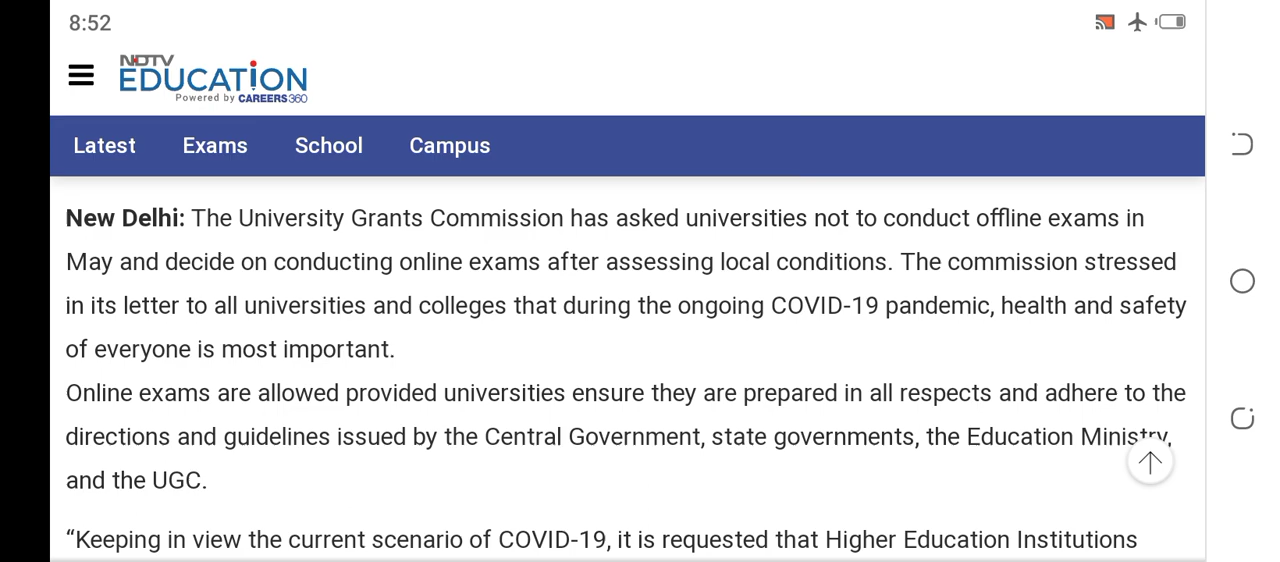 8:52
NDTV
EDUCATION
Powered by CAREERS360
Latest Exams School Campus
New Delhi: The University Grants Commission has asked universities not to conduct offline exams in
May and decide on conducting online exams after assessing local conditions. The commission stressed
in its letter to all universities and colleges that during the ongoing COVID-19 pandemic, health and safety
of everyone is most important.
Online exams are allowed provided universities ensure they are prepared in all respects and adhere to the
directions and guidelines issued by the Central Government, state governments, the Education Ministry,
and the UGC.
“Keeping in view the current scenario of COVID-19, it is requested that Higher Education Institutions